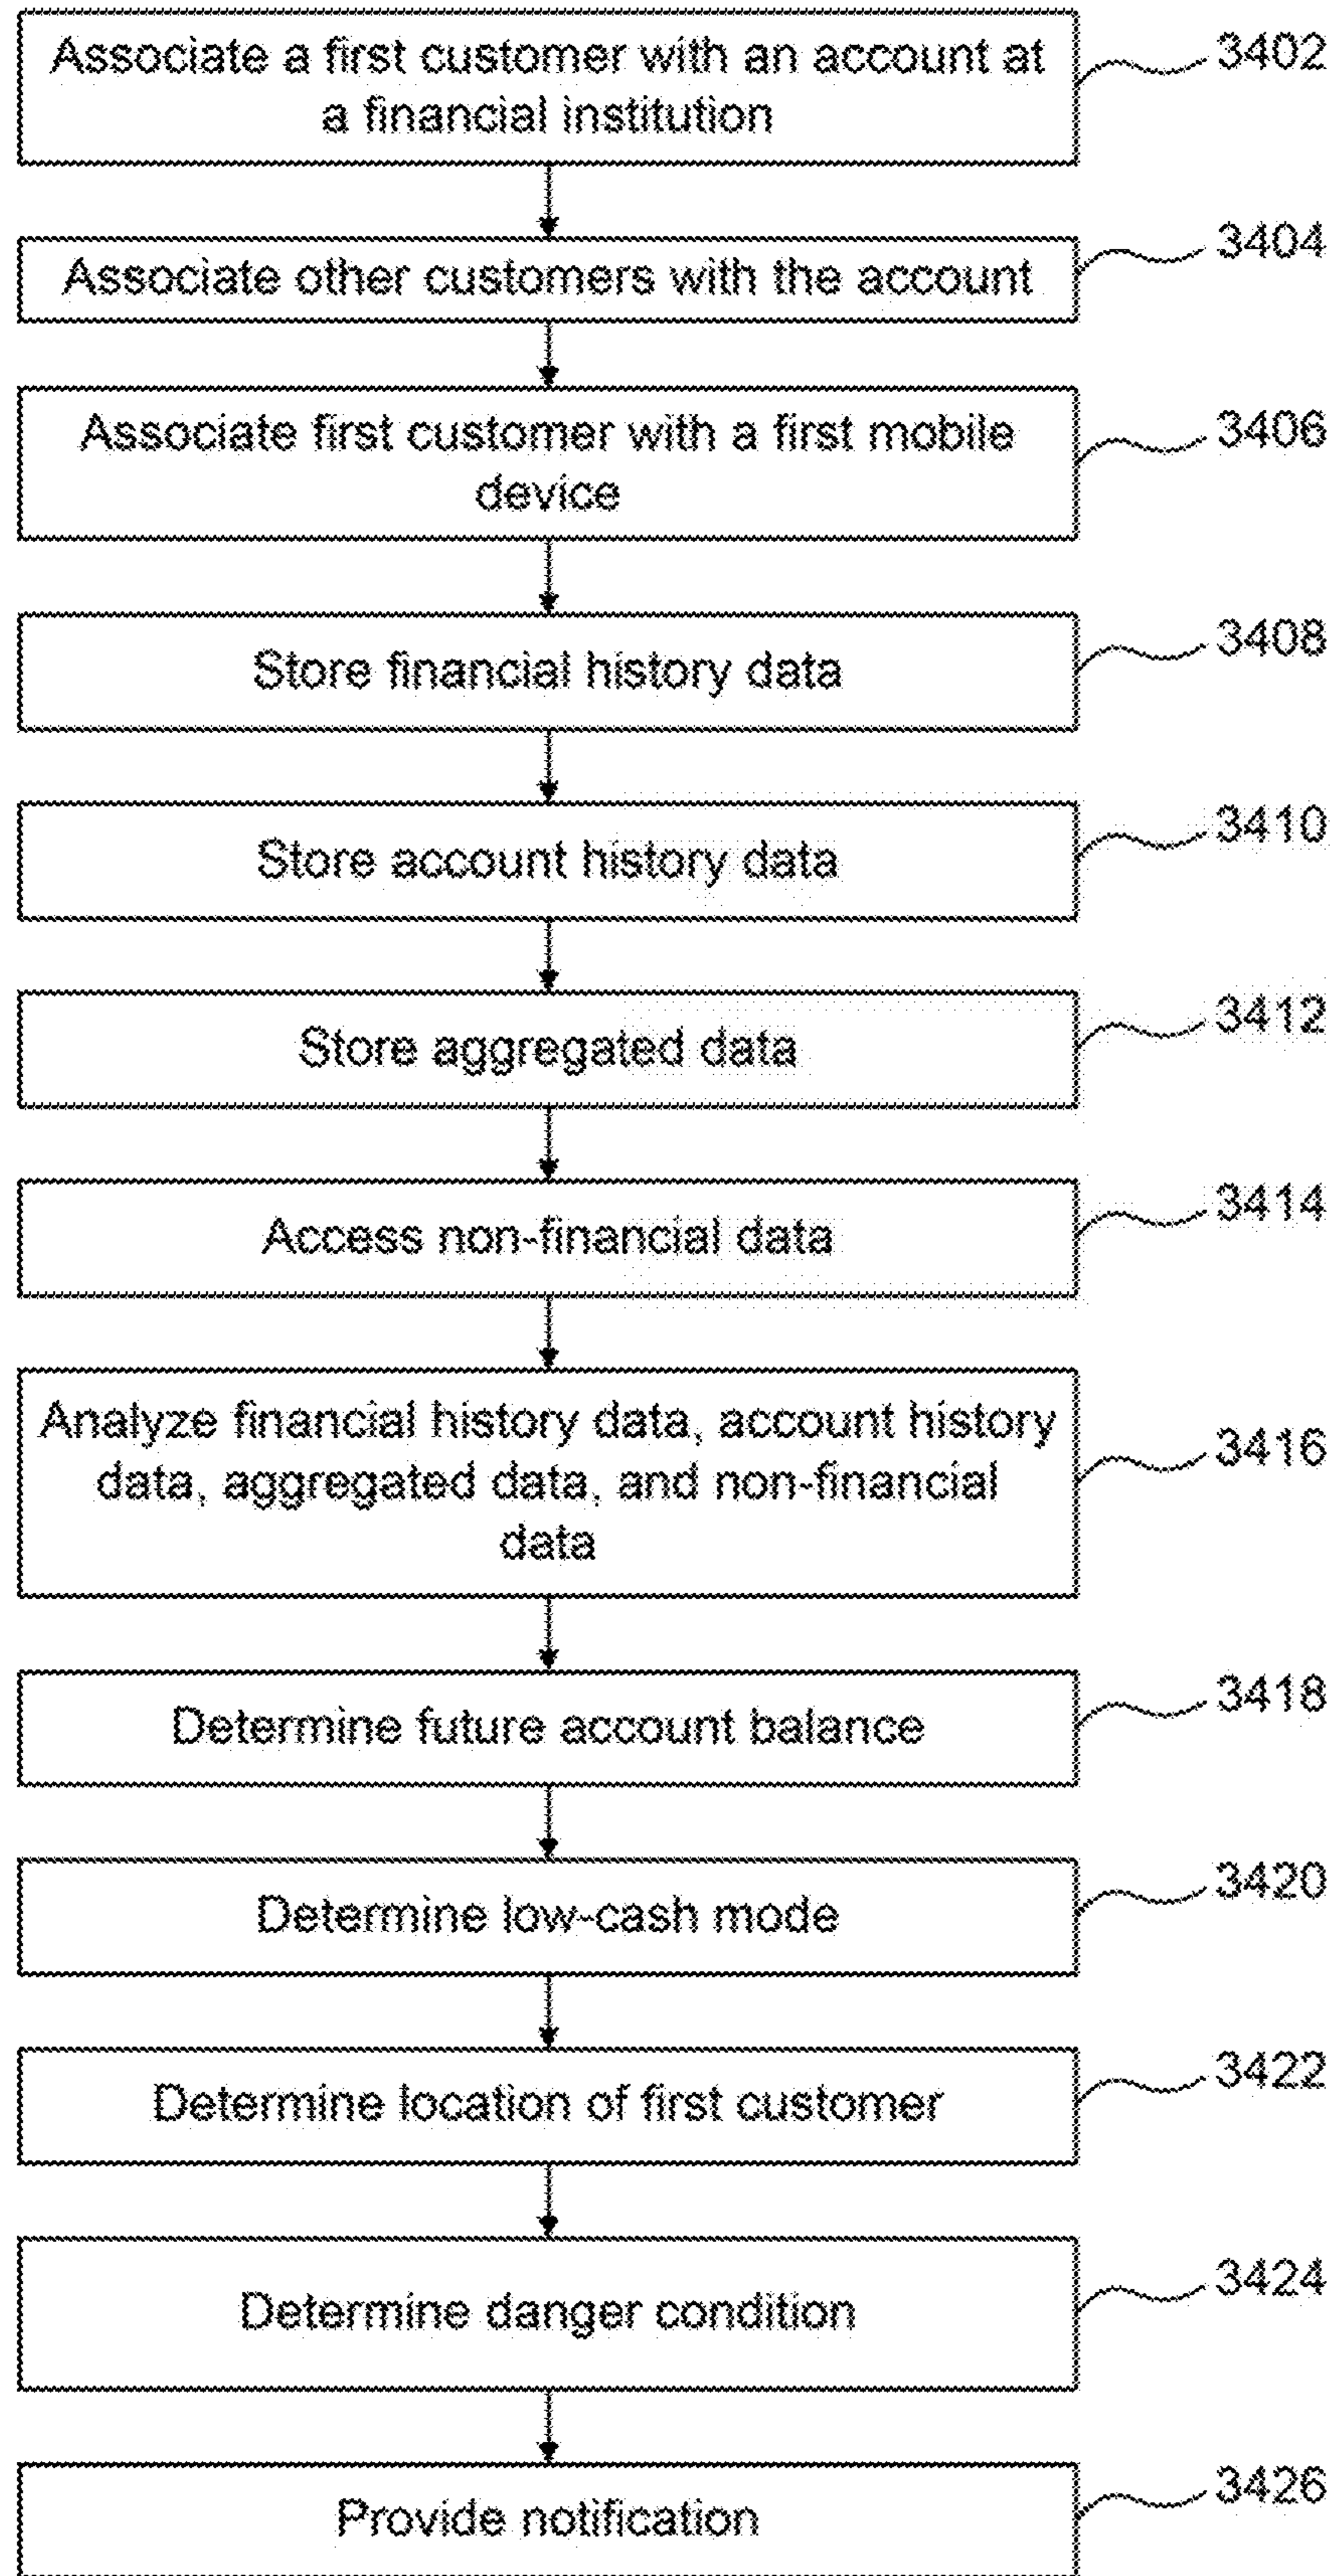 Associate a first customer with an account at
a financial institution
3402
Associate other customers with the account
3404
Associate first customer with a first mobile
device
3406
Store financial history data
3408
Store account history data
3410
Store aggregated data
3412
Access non-financial data
3414
Analyze financial history data, account history
data, aggregated data, and non-financial
data
3416
Determine future account balance
3418
Determine low-cash mode
3420
Determine location of first customer
3422
Determine danger condition
3424
Provide notification
3426